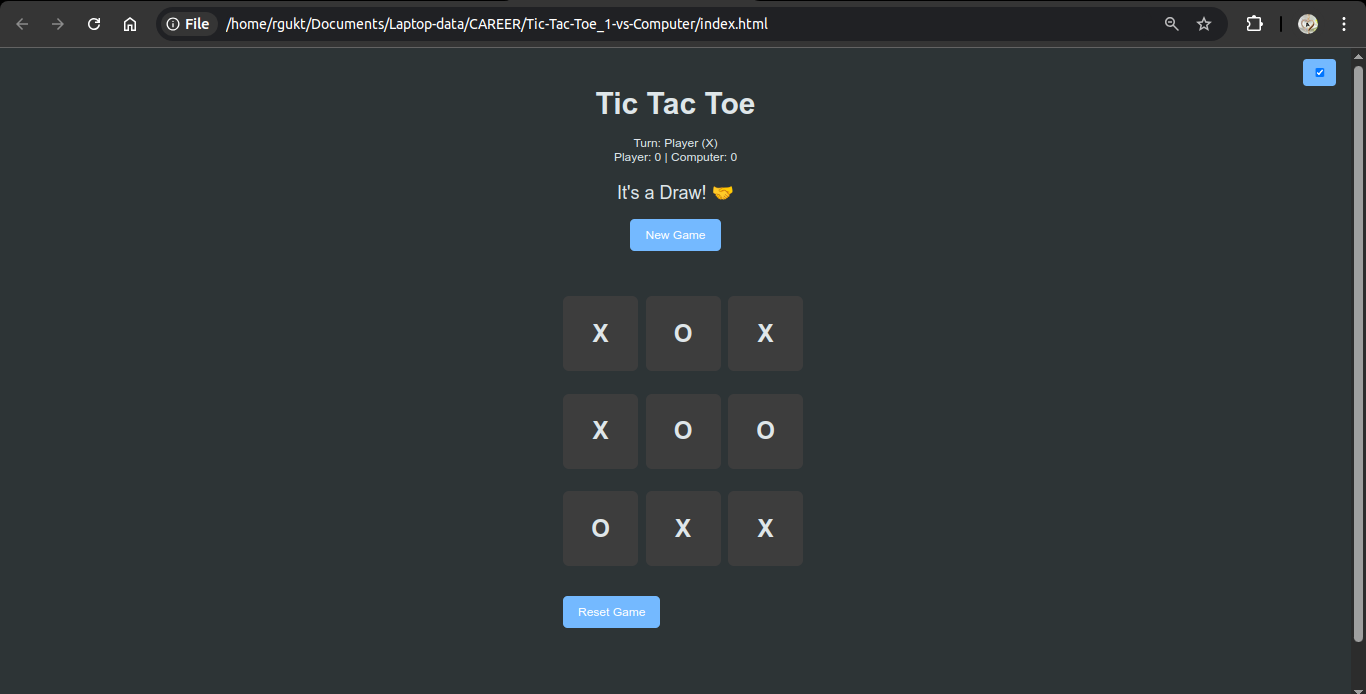 File /home/rgukt/Documents/Laptop-data/CAREER/Tic-Tac-Toe_1-vs-Computer/index.html
Tic Tac Toe
Turn: Player (X)
Player: 0 | Computer: 0
It's a Draw! 🤝
New Game
X O X
X O O
O X X
Reset Game